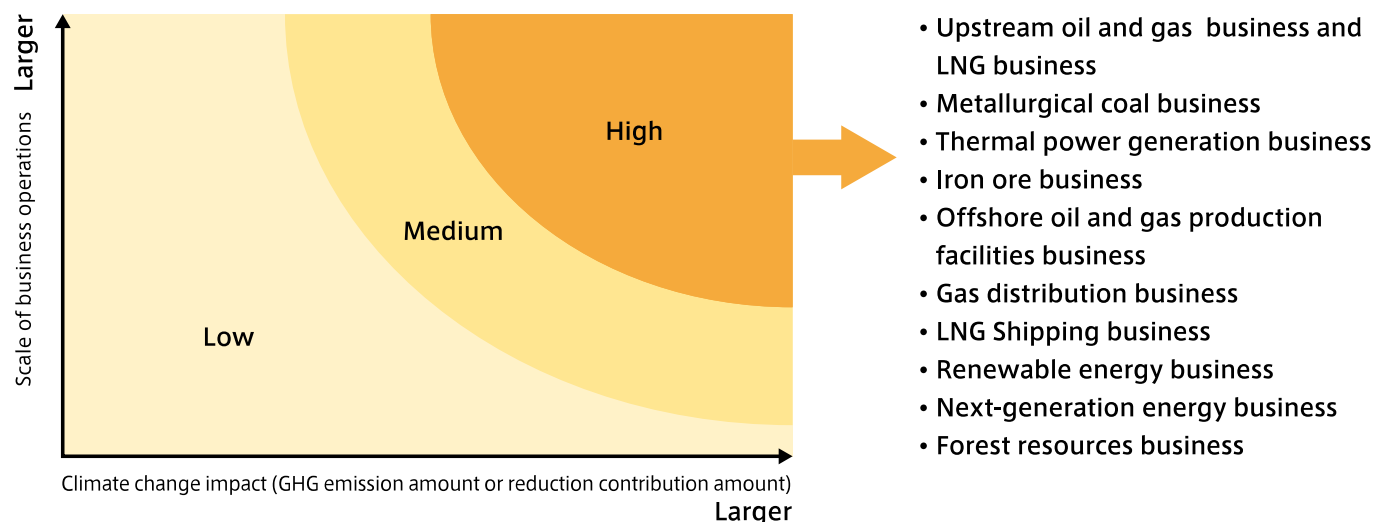 Larger
Scale of business operations
High
Medium
Low
Climate change impact (GHG emission amount or reduction contribution amount)
Larger
• Upstream oil and gas business and
LNG business
• Metallurgical coal business
• Thermal power generation business
• Iron ore business
• Offshore oil and gas production
facilities business
• Gas distribution business
• LNG Shipping business
• Renewable energy business
• Next-generation energy business
• Forest resources business